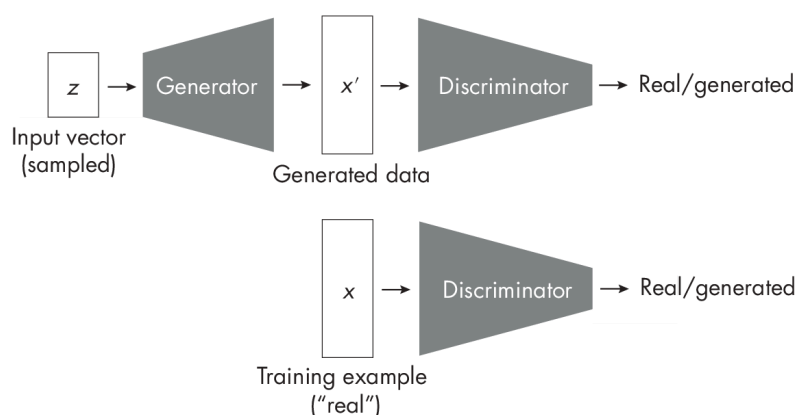 z
Generator
x′
Discriminator
Real/generated
Input vector
(sampled)
Generated data
x
Discriminator
Real/generated
Training example
(“real”)